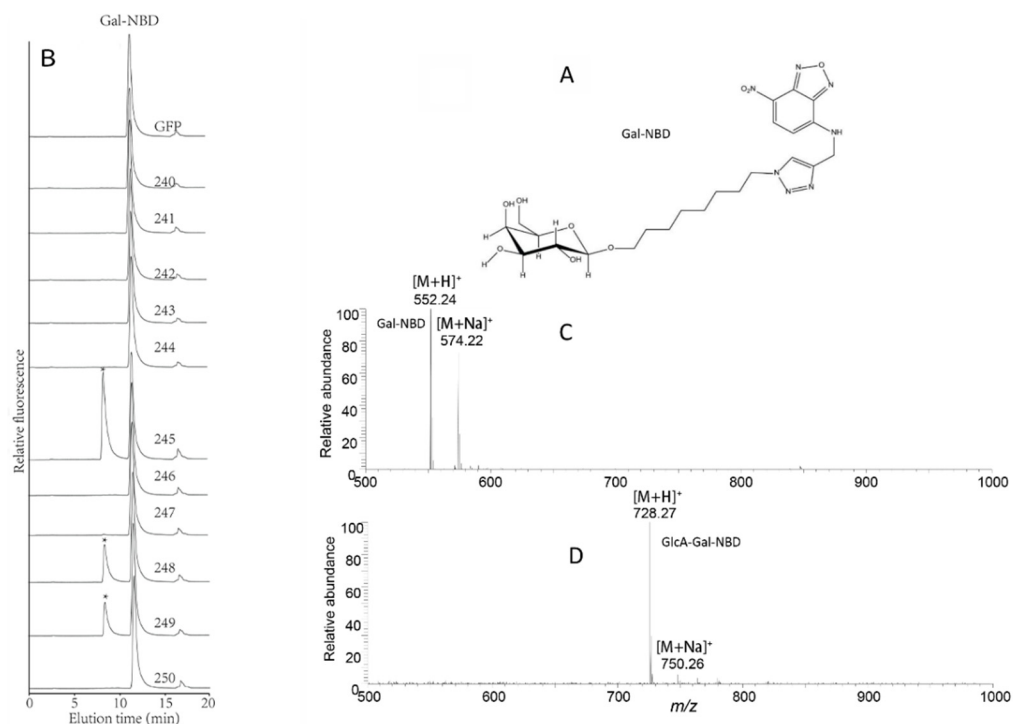 Gal-NBD
B
GFP
240
241
242
243
244
*
245
246
247
*
248
*
249
250
Relative fluorescence
0 5 10 15 20
Elution time (min)
A
Gal-NBD
O₂N
N O N
NH
N
N N
OH OH
H
O
H
O
H
OH
H
H
O
H
[M+H]⁺
552.24
Gal-NBD
[M+Na]⁺
574.22
C
Relative abundance
100
80
60
40
20
0
500 600 700 800 900 1000
[M+H]⁺
728.27
GlcA-Gal-NBD
D
[M+Na]⁺
750.26
Relative abundance
100
80
60
40
20
0
500 600 700 800 900 1000
m/z